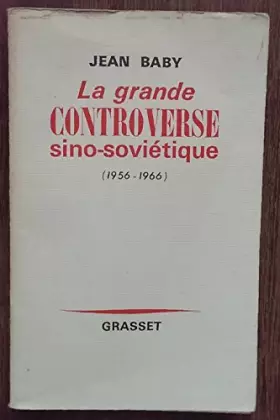 JEAN BABY
La grande
CONTROVERSE
sino-soviétique
(1956-1966)
GRASSET